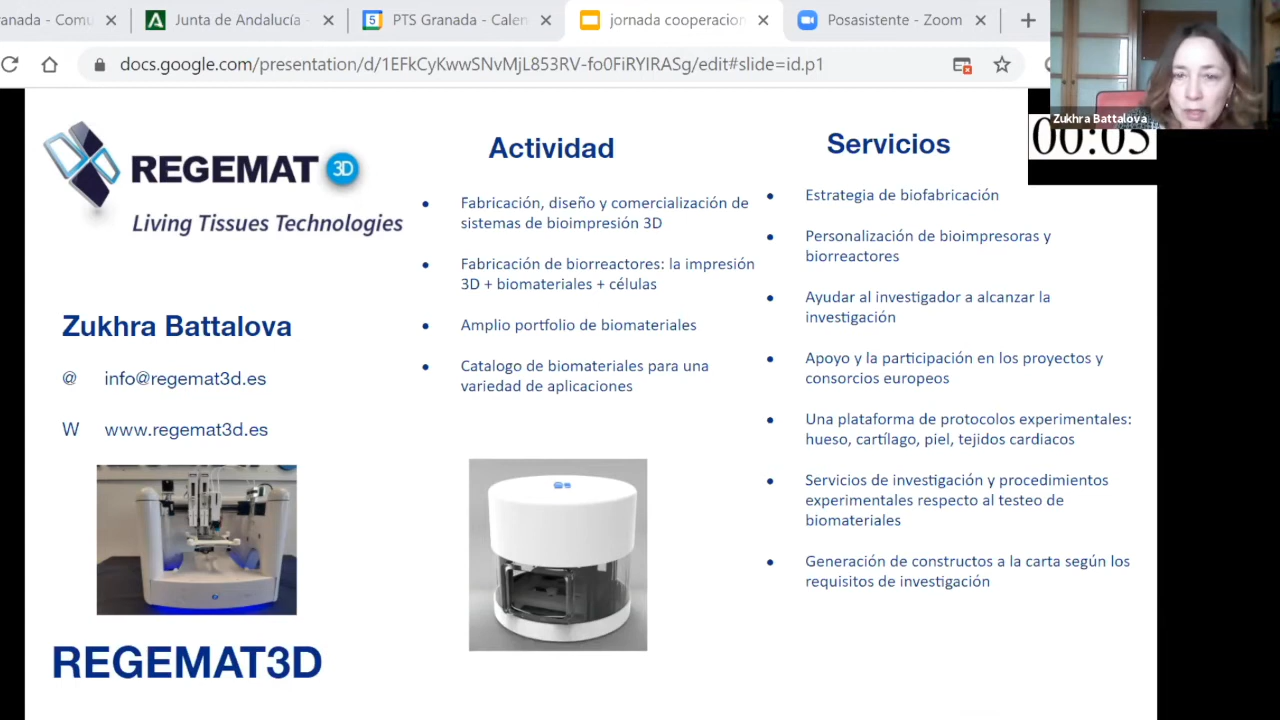 ranada - Comu
Junta de Andalucía -
5
PTS Granada - Calen
jornada cooperacion
Posasistente - Zoom
docs.google.com/presentation/d/1EFkCyKwwSNvMjL853RV-fo0FiRYIRASg/edit#slide=id.p1
Zukhra Battalova
00:05
REGEMAT 3D
Living Tissues Technologies
Zukhra Battalova
@ info@regemat3d.es
W www.regemat3d.es
REGEMAT3D
Actividad
• Fabricación, diseño y comercialización de
sistemas de bioimpresión 3D
• Fabricación de biorreactores: la impresión
3D + biomateriales + células
• Amplio portfolio de biomateriales
• Catalogo de biomateriales para una
variedad de aplicaciones
Servicios
• Estrategia de biofabricación
• Personalización de bioimpresoras y
biorreactores
• Ayudar al investigador a alcanzar la
investigación
• Apoyo y la participación en los proyectos y
consorcios europeos
• Una plataforma de protocolos experimentales:
hueso, cartílago, piel, tejidos cardiacos
• Servicios de investigación y procedimientos
experimentales respecto al testeo de
biomateriales
• Generación de constructos a la carta según los
requisitos de investigación